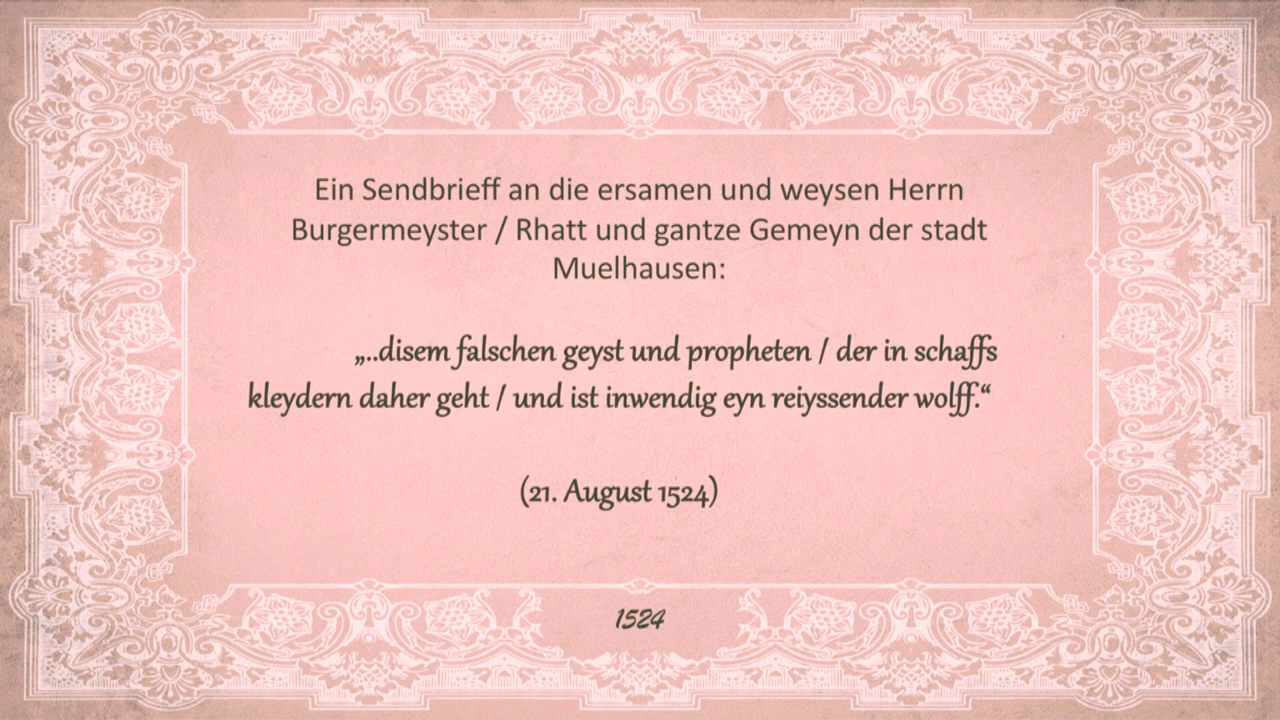 Ein Sendbrieff an die ersamen und weysen Herrn
Burgermeyster / Rhatt und gantze Gemeyn der stadt
Muelhausen:
„..disem falschen geyst und propheten / der in schaffs
kleydern daher geht / und ist inwendig eyn reiyssender wolff.“
(21. August 1524)
1524